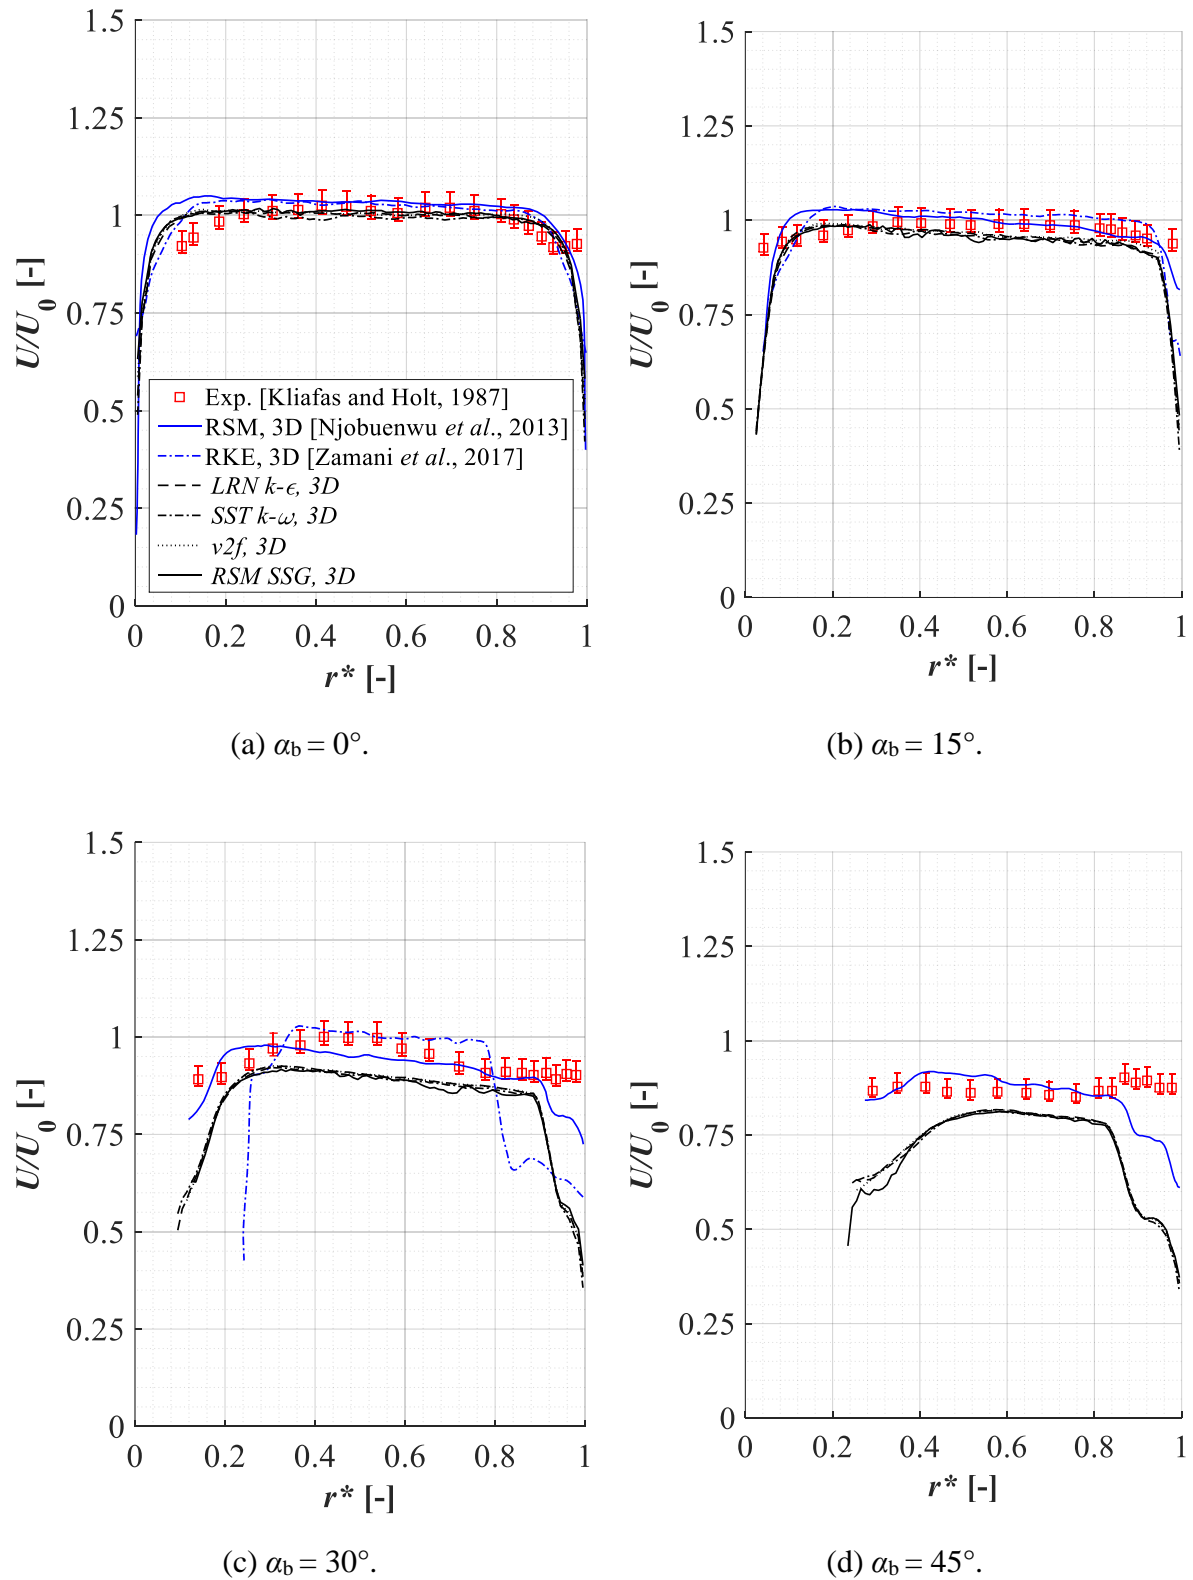 1.5
1.25
1
0.75
0.5
0.25
0
0 0.2 0.4 0.6 0.8 1
U/U0 [-]
r* [-]
Exp. [Kliafas and Holt, 1987]
RSM, 3D [Njobuenwu et al., 2013]
RKE, 3D [Zamani et al., 2017]
LRN k-ϵ, 3D
SST k-ω, 3D
v2f, 3D
RSM SSG, 3D
(a) αb = 0°.
1.5
1.25
1
0.75
0.5
0.25
0
0 0.2 0.4 0.6 0.8 1
U/U0 [-]
r* [-]
(b) αb = 15°.
1.5
1.25
1
0.75
0.5
0.25
0
0 0.2 0.4 0.6 0.8 1
U/U0 [-]
r* [-]
(c) αb = 30°.
1.5
1.25
1
0.75
0.5
0.25
0
0 0.2 0.4 0.6 0.8 1
U/U0 [-]
r* [-]
(d) αb = 45°.